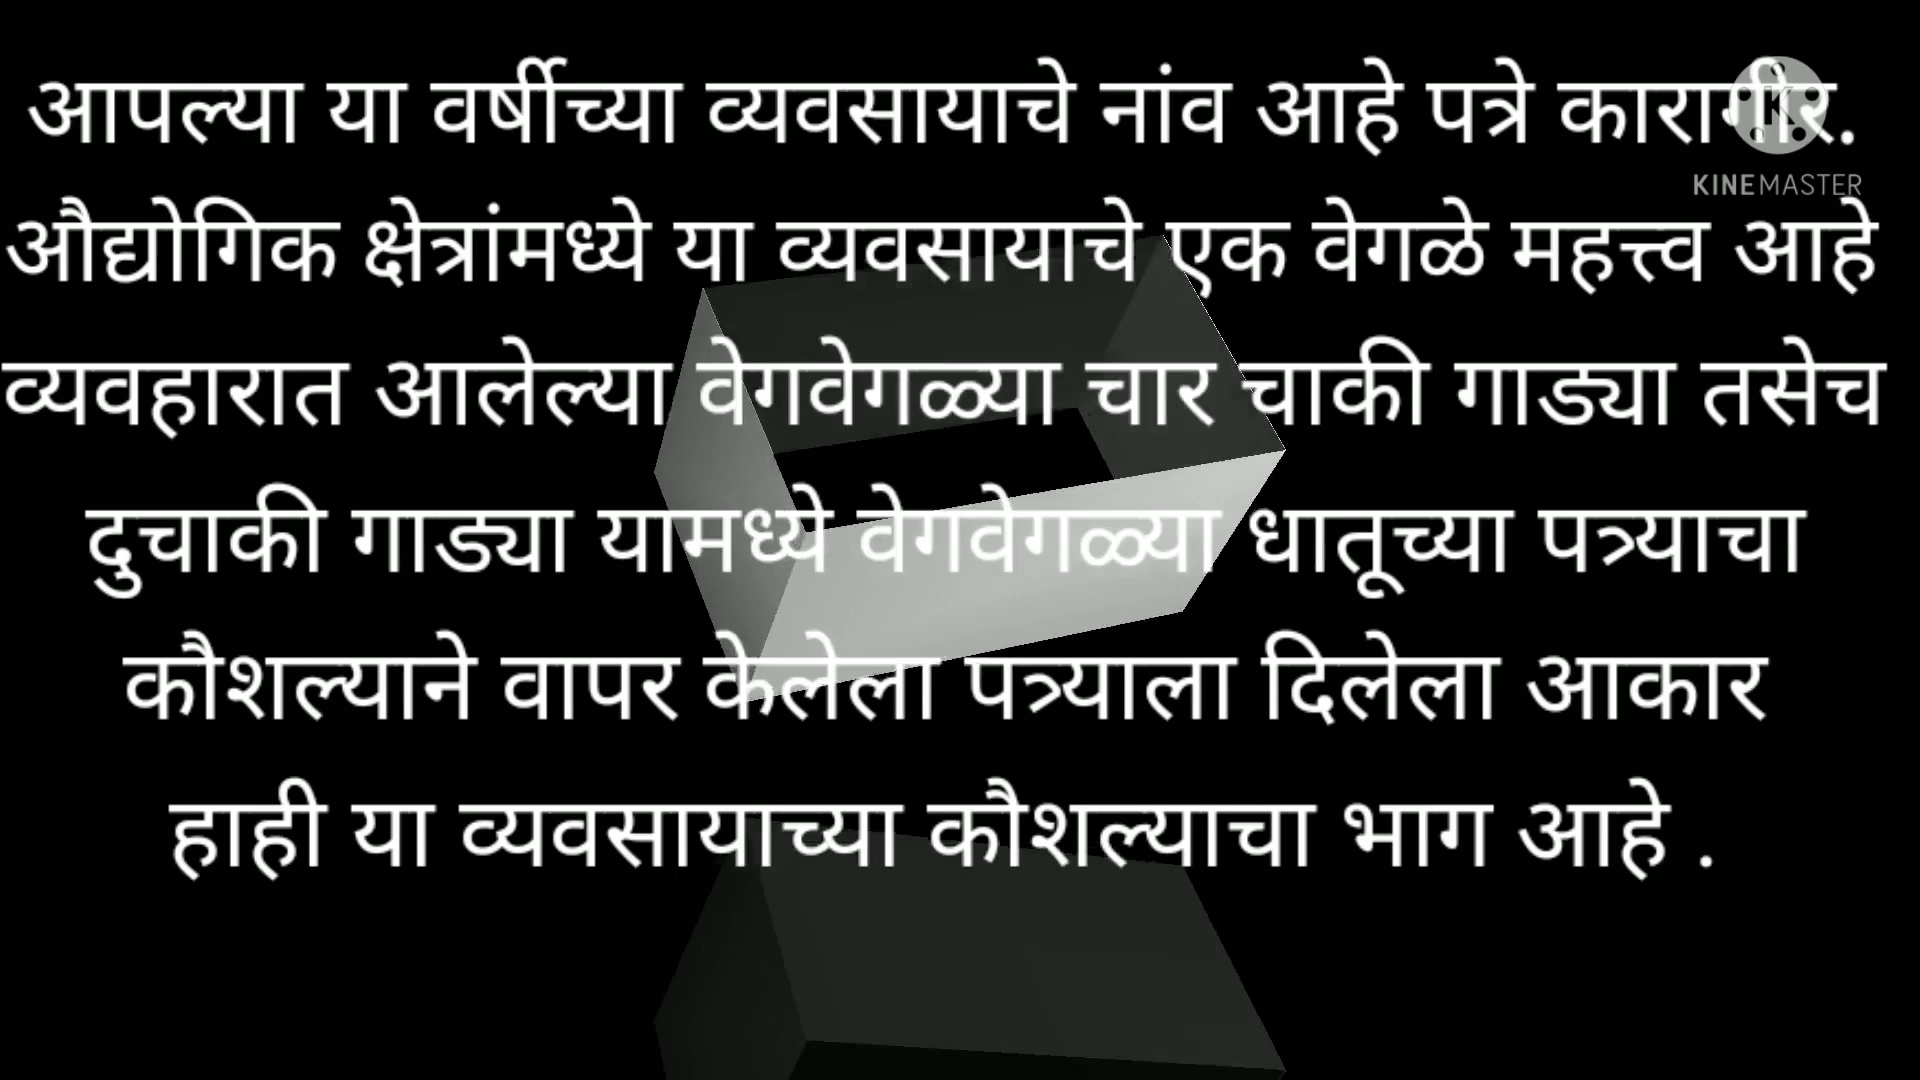 आपल्या या वर्षीच्या व्यवसायाचे नांव आहे पत्रे कारागीर.
KINEMASTER
औद्योगिक क्षेत्रांमध्ये या व्यवसायाचे एक वेगळे महत्त्व आहे
व्यवहारात आलेल्या वेगवेगळ्या चार चाकी गाड्या तसेच
दुचाकी गाड्या यामध्ये वेगवेगळ्या धातूच्या पत्र्याचा
कौशल्याने वापर केलेला पत्र्याला दिलेला आकार
हाही या व्यवसायाच्या कौशल्याचा भाग आहे .